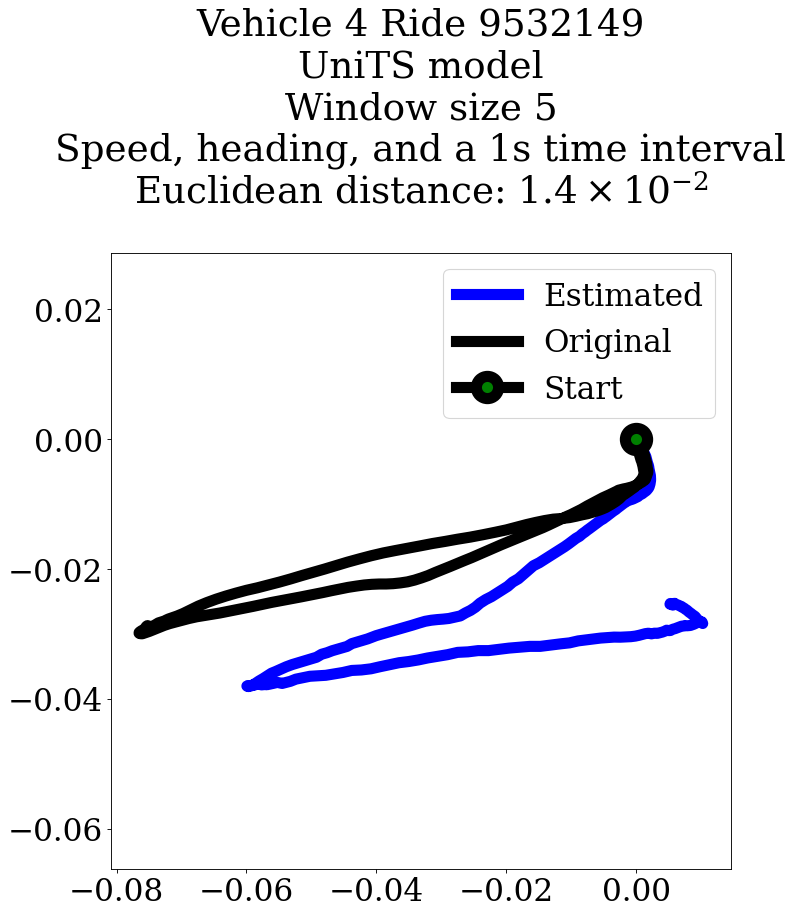 Vehicle 4 Ride 9532149
UniTS model
Window size 5
Speed, heading, and a 1s time interval
Euclidean distance: 1.4 × 10⁻²
Estimated
Original
Start
0.02
0.00
−0.02
−0.04
−0.06
−0.08 −0.06 −0.04 −0.02 0.00